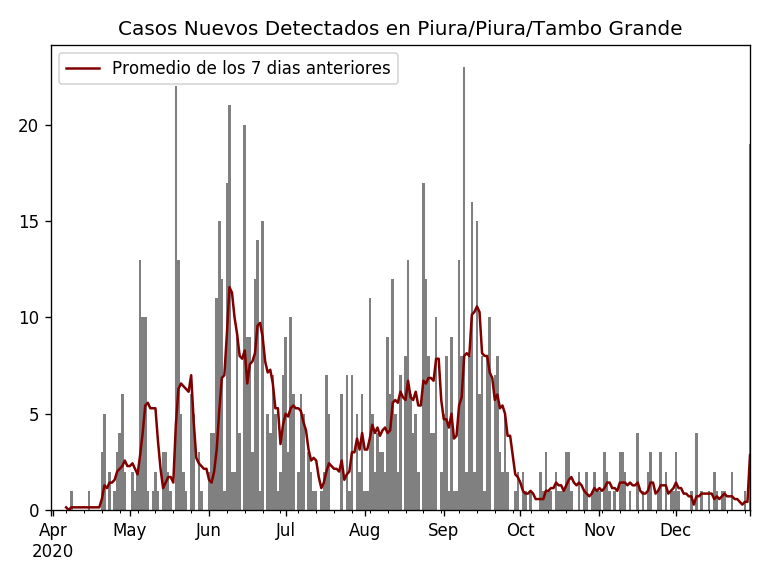 Casos Nuevos Detectados en Piura/Piura/Tambo Grande
Promedio de los 7 dias anteriores
20
15
10
5
0
Apr May Jun Jul Aug Sep Oct Nov Dec
2020